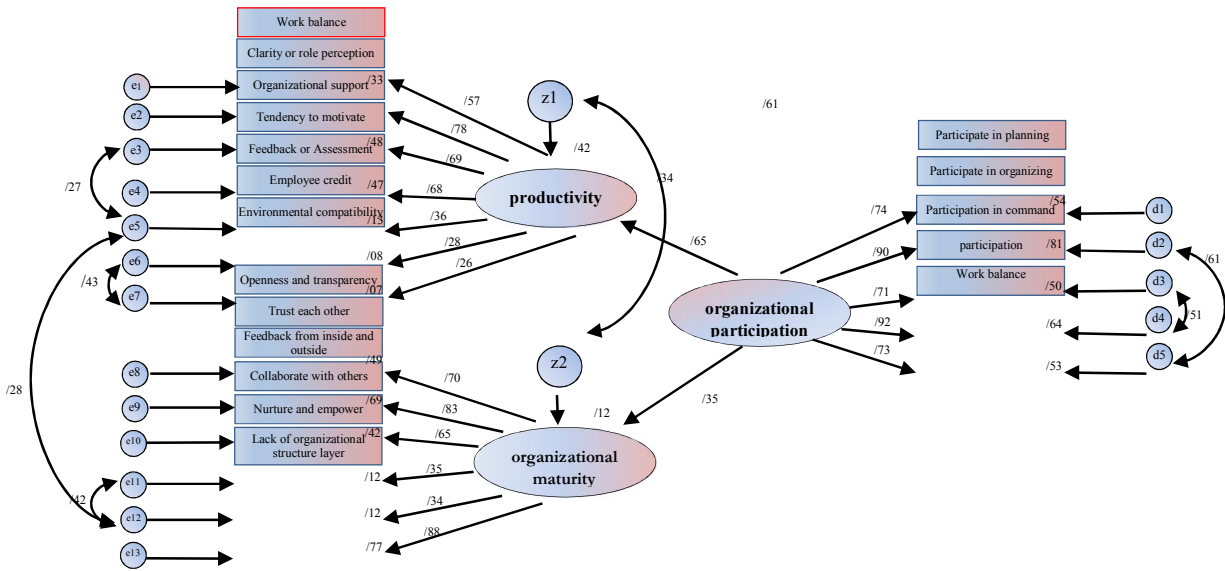 Work balance
Clarity or role perception
Organizational support
/33
Tendency to motivate
Feedback or Assessment
/48
Employee credit
/47
Environmental compatibility
/13
/08
Openness and transparency
/07
Trust each other
Feedback from inside and
outside
/49
Collaborate with others
/69
Nurture and empower
/42
Lack of organizational
structure layer
/12
/12
/77
e1
e2
e3
e4
e5
e6
e7
e8
e9
e10
e11
e12
e13
/27
/43
/28
/42
/57
/78
/69
/68
/36
/28
/26
z1
/42
productivity
/34
/61
/65
z2
/12
/35
organizational
maturity
/70
/83
/65
/35
/34
/88
organizational
participation
/74
/90
/71
/92
/73
Participate in planning
Participate in organizing
/54
Participation in command
participation
/81
Work balance
/50
/64
/53
d1
d2
d3
d4
d5
/61
/51